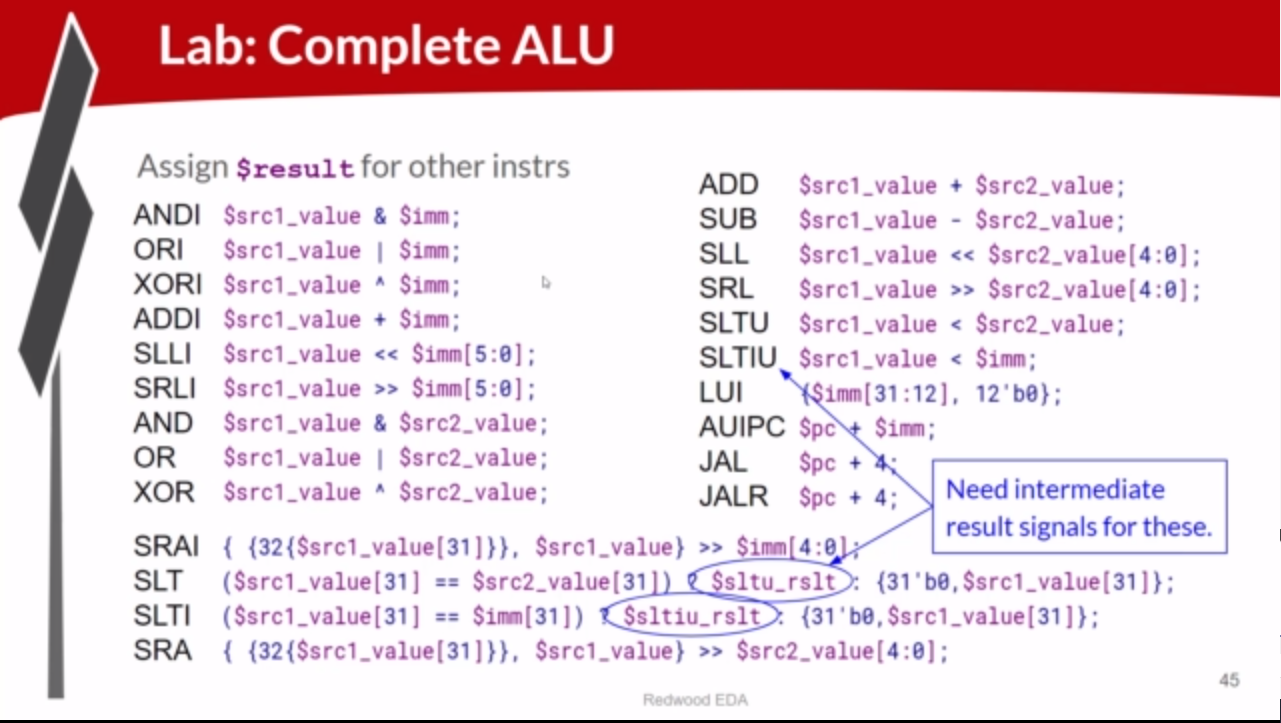 Lab: Complete ALU
Assign $result for other instrs
ANDI $src1_value & $imm;
ORI $src1_value | $imm;
XORI $src1_value ^ $imm;
ADDI $src1_value + $imm;
SLLI $src1_value << $imm[5:0];
SRLI $src1_value >> $imm[5:0];
AND $src1_value & $src2_value;
OR $src1_value | $src2_value;
XOR $src1_value ^ $src2_value;
ADD $src1_value + $src2_value;
SUB $src1_value - $src2_value;
SLL $src1_value << $src2_value[4:0];
SRL $src1_value >> $src2_value[4:0];
SLTU $src1_value < $src2_value;
SLTIU $src1_value < $imm;
LUI {$imm[31:12], 12'b0};
AUIPC $pc + $imm;
JAL $pc + 4;
JALR $pc + 4;
Need intermediate
result signals for these.
SRAI { {32{$src1_value[31]}}, $src1_value} >> $imm[4:0];
SLT ($src1_value[31] == $src2_value[31]) ? $sltu_rslt : {31'b0,$src1_value[31]};
SLTI ($src1_value[31] == $imm[31]) ? $sltiu_rslt : {31'b0,$src1_value[31]};
SRA { {32{$src1_value[31]}}, $src1_value} >> $src2_value[4:0];
45
Redwood EDA